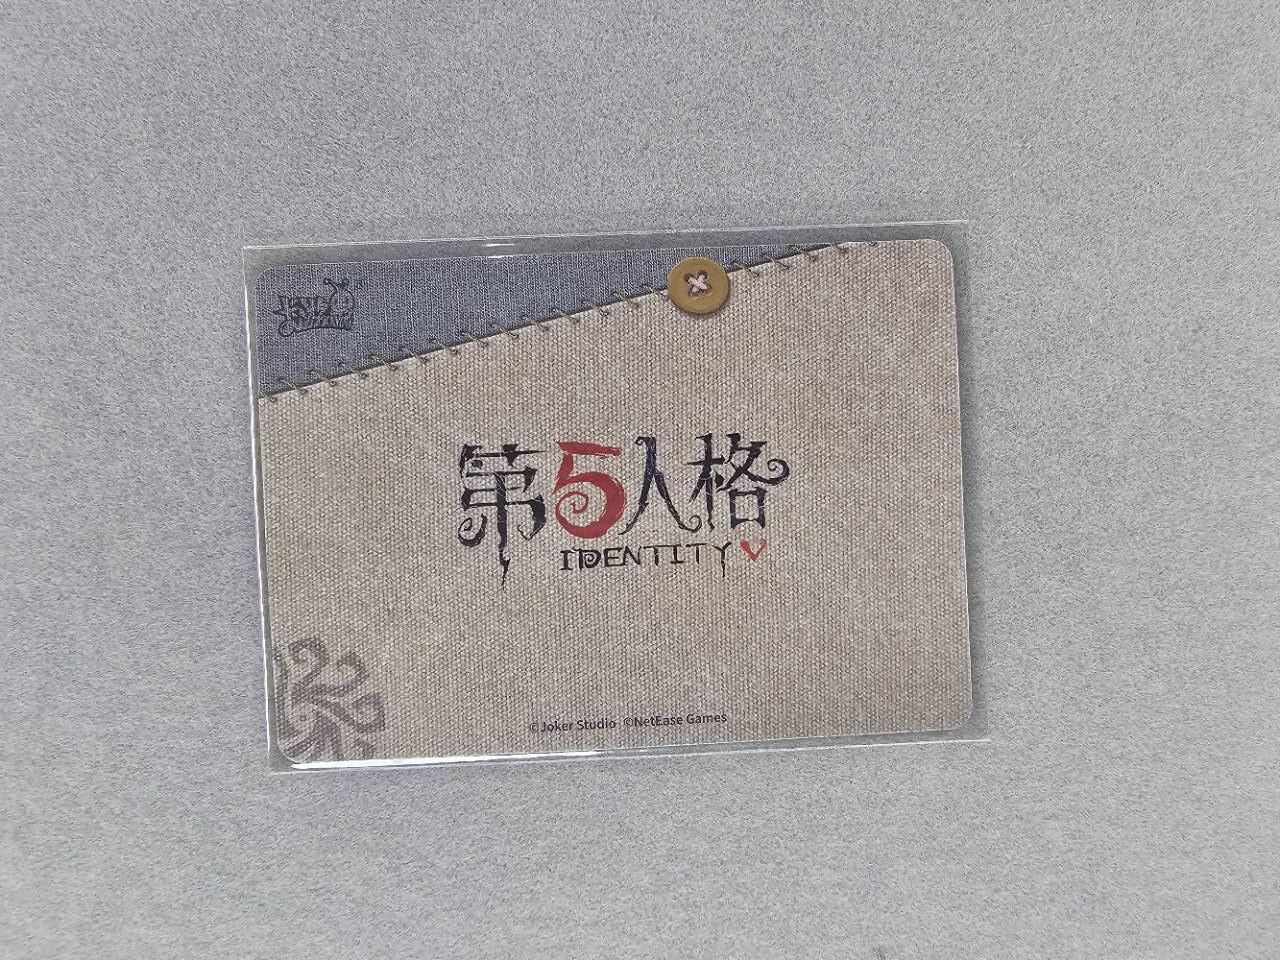 第5人格
IDENTITY V
©Joker Studio ©NetEase Games